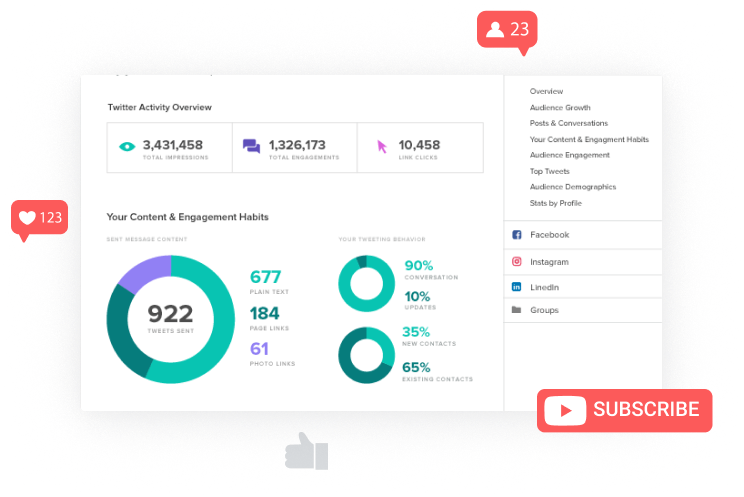 23
Twitter Activity Overview
3,431,458
TOTAL IMPRESSIONS
1,326,173
TOTAL ENGAGEMENTS
10,458
LINK CLICKS
Overview
Audience Growth
Posts & Conversations
Your Content & Engagment Habits
Audience Engagement
Top Tweets
Audience Demographics
Stats by Profile
Facebook
Instagram
LinedIn
Groups
123
Your Content & Engagement Habits
SENT MESSAGE CONTENT
922
TWEETS SENT
677
PLAIN TEXT
184
PAGE LINKS
61
PHOTO LINKS
YOUR TWEETING BEHAVIOR
90%
CONVERSATION
10%
UPDATES
35%
NEW CONTACTS
65%
EXISTING CONTACTS
SUBSCRIBE